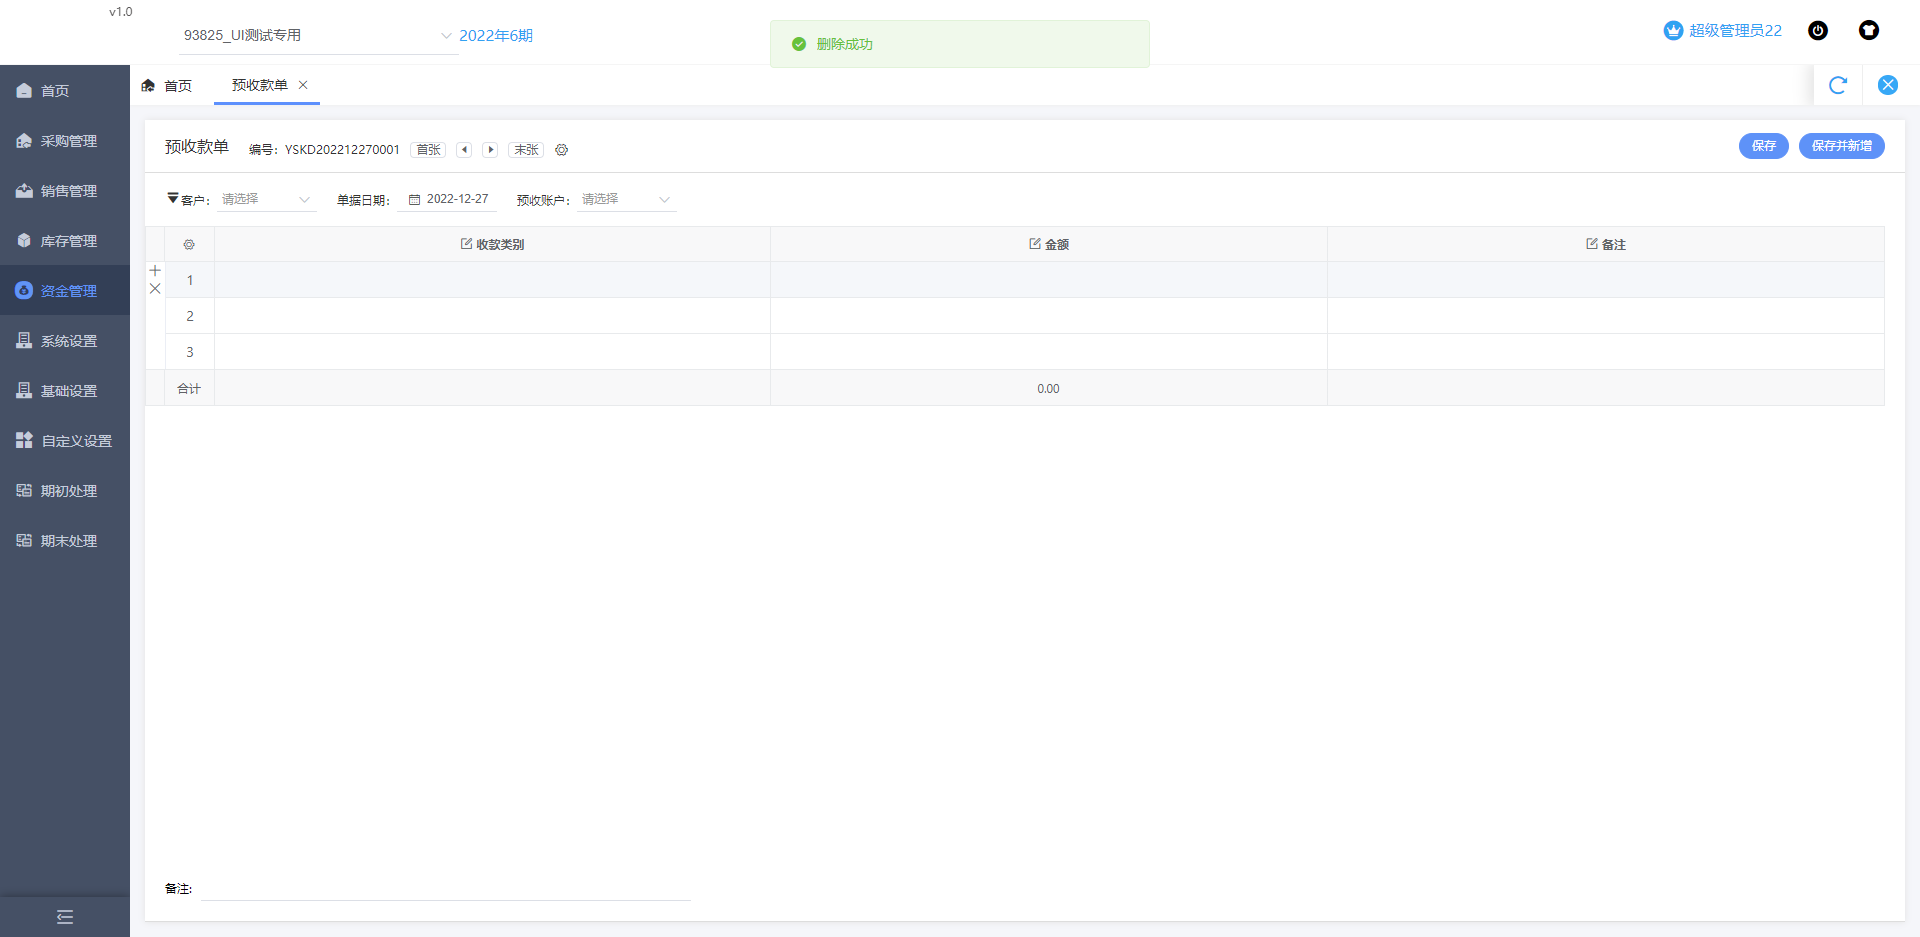 v1.0
93825_UI测试专用
2022年6期
删除成功
超级管理员22
首页
采购管理
销售管理
库存管理
资金管理
系统设置
基础设置
自定义设置
期初处理
期末处理
首页
预收款单
预收款单
编号: YSKD202212270001
首张
末张
保存
保存并新增
客户: 请选择
单据日期: 2022-12-27
预收账户: 请选择
收款类别
金额
备注
1
2
3
合计
0.00
备注: